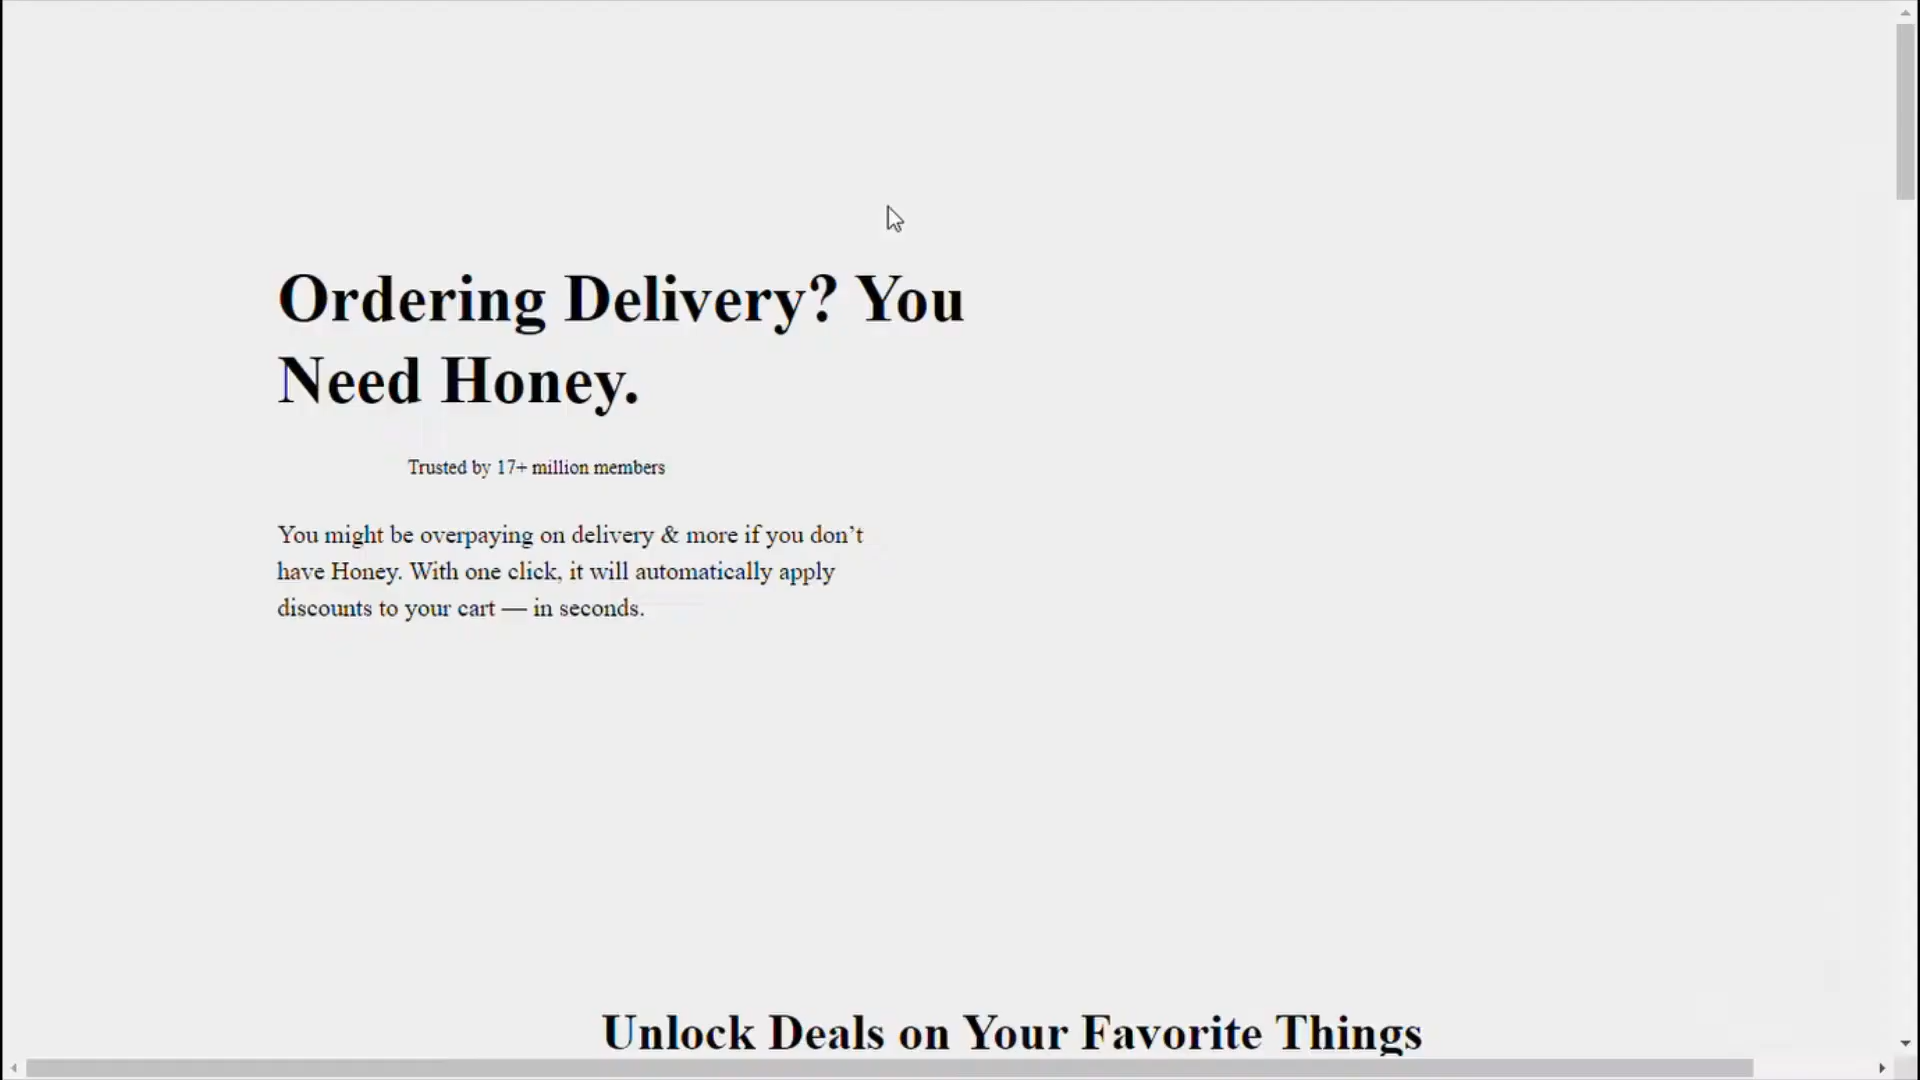 Ordering Delivery? You
Need Honey.
Trusted by 17+ million members
You might be overpaying on delivery & more if you don’t
have Honey. With one click, it will automatically apply
discounts to your cart — in seconds.
Unlock Deals on Your Favorite Things